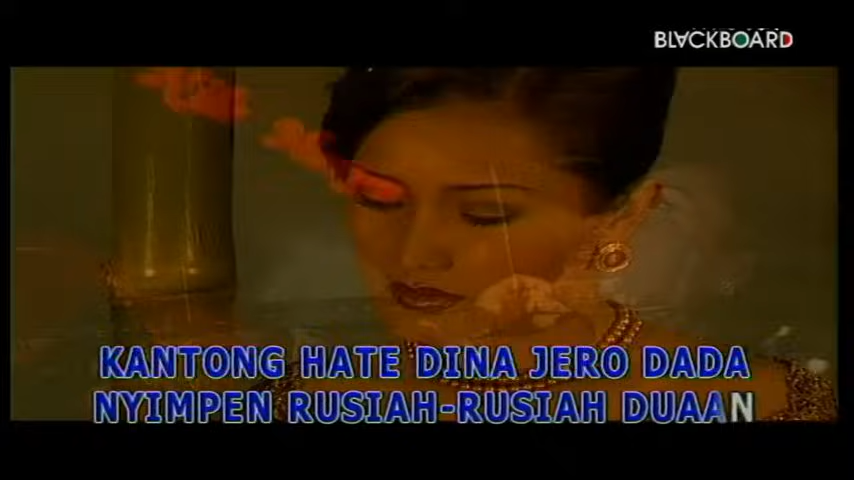 BLACKBOARD
KANTONG HATE DINA JERO DADA
NYIMPEN RUSIAH-RUSIAH DUAAN